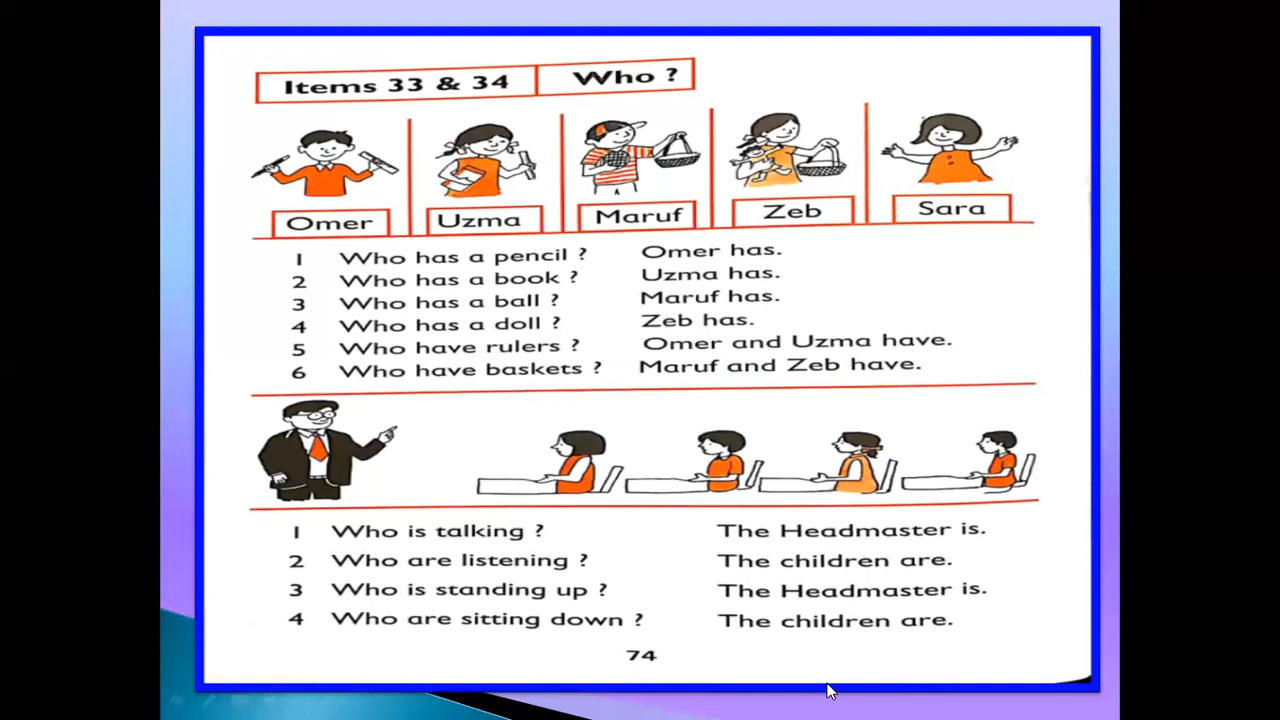 Items 33 & 34 Who ?
Omer Uzma Maruf Zeb Sara
1 Who has a pencil ? Omer has.
2 Who has a book ? Uzma has.
3 Who has a ball ? Maruf has.
4 Who has a doll ? Zeb has.
5 Who have rulers ? Omer and Uzma have.
6 Who have baskets ? Maruf and Zeb have.
1 Who is talking ? The Headmaster is.
2 Who are listening ? The children are.
3 Who is standing up ? The Headmaster is.
4 Who are sitting down ? The children are.
74